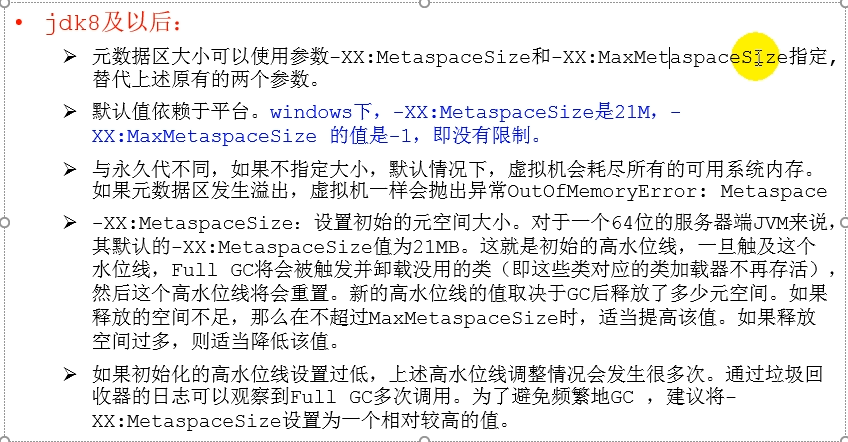 • jdk8及以后：
➢ 元数据区大小可以使用参数-XX:MetaspaceSize和-XX:MaxMetaspaceSize指定,
替代上述原有的两个参数。
➢ 默认值依赖于平台。windows下，-XX:MetaspaceSize是21M，-
XX:MaxMetaspaceSize 的值是-1，即没有限制。
➢ 与永久代不同，如果不指定大小，默认情况下，虚拟机会耗尽所有的可用系统内存。
如果元数据区发生溢出，虚拟机一样会抛出异常OutOfMemoryError: Metaspace
➢ -XX:MetaspaceSize：设置初始的元空间大小。对于一个64位的服务器端JVM来说，
其默认的-XX:MetaspaceSize值为21MB。这就是初始的高水位线，一旦触及这个
水位线，Full GC将会被触发并卸载没用的类（即这些类对应的类加载器不再存活），
然后这个高水位线将会重置。新的高水位线的值取决于GC后释放了多少元空间。如果
释放的空间不足，那么在不超过MaxMetaspaceSize时，适当提高该值。如果释放
空间过多，则适当降低该值。
➢ 如果初始化的高水位线设置过低，上述高水位线调整情况会发生很多次。通过垃圾回
收器的日志可以观察到Full GC多次调用。为了避免频繁地GC ，建议将-
XX:MetaspaceSize设置为一个相对较高的值。